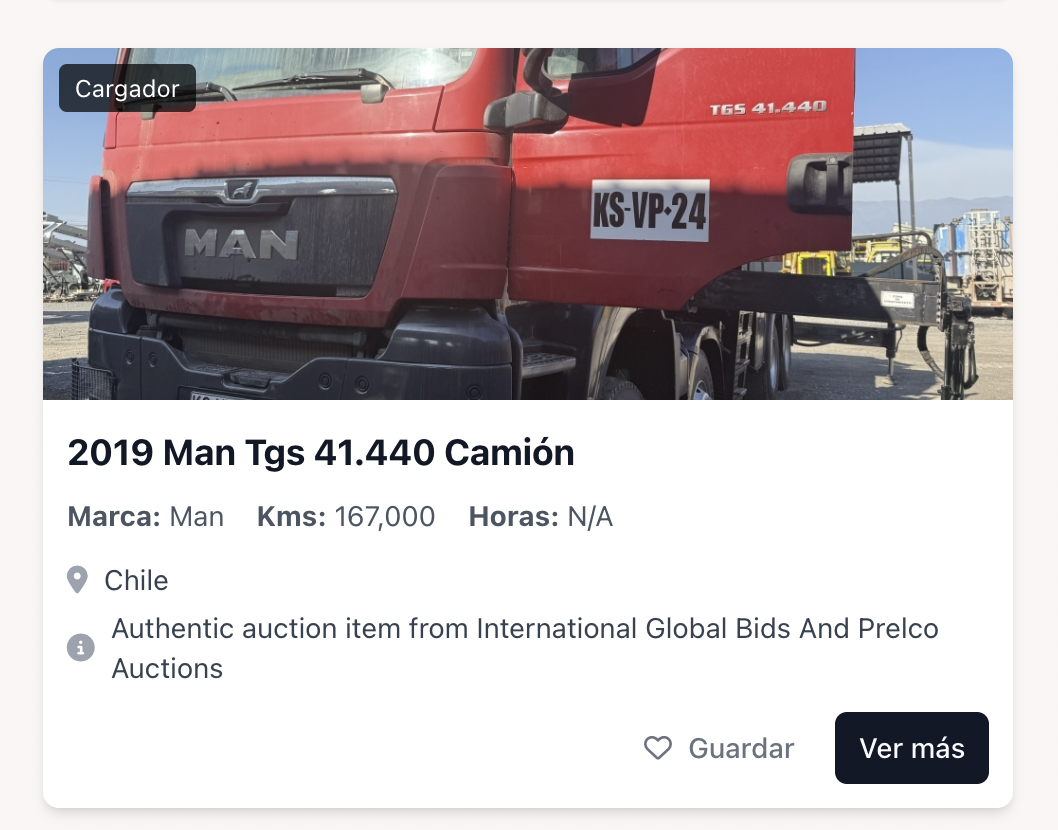 Cargador
TGS 41.440
KS-VP·24
MAN
2019 Man Tgs 41.440 Camión
Marca: Man Kms: 167,000 Horas: N/A
Chile
Authentic auction item from International Global Bids And Prelco
Auctions
Guardar
Ver más